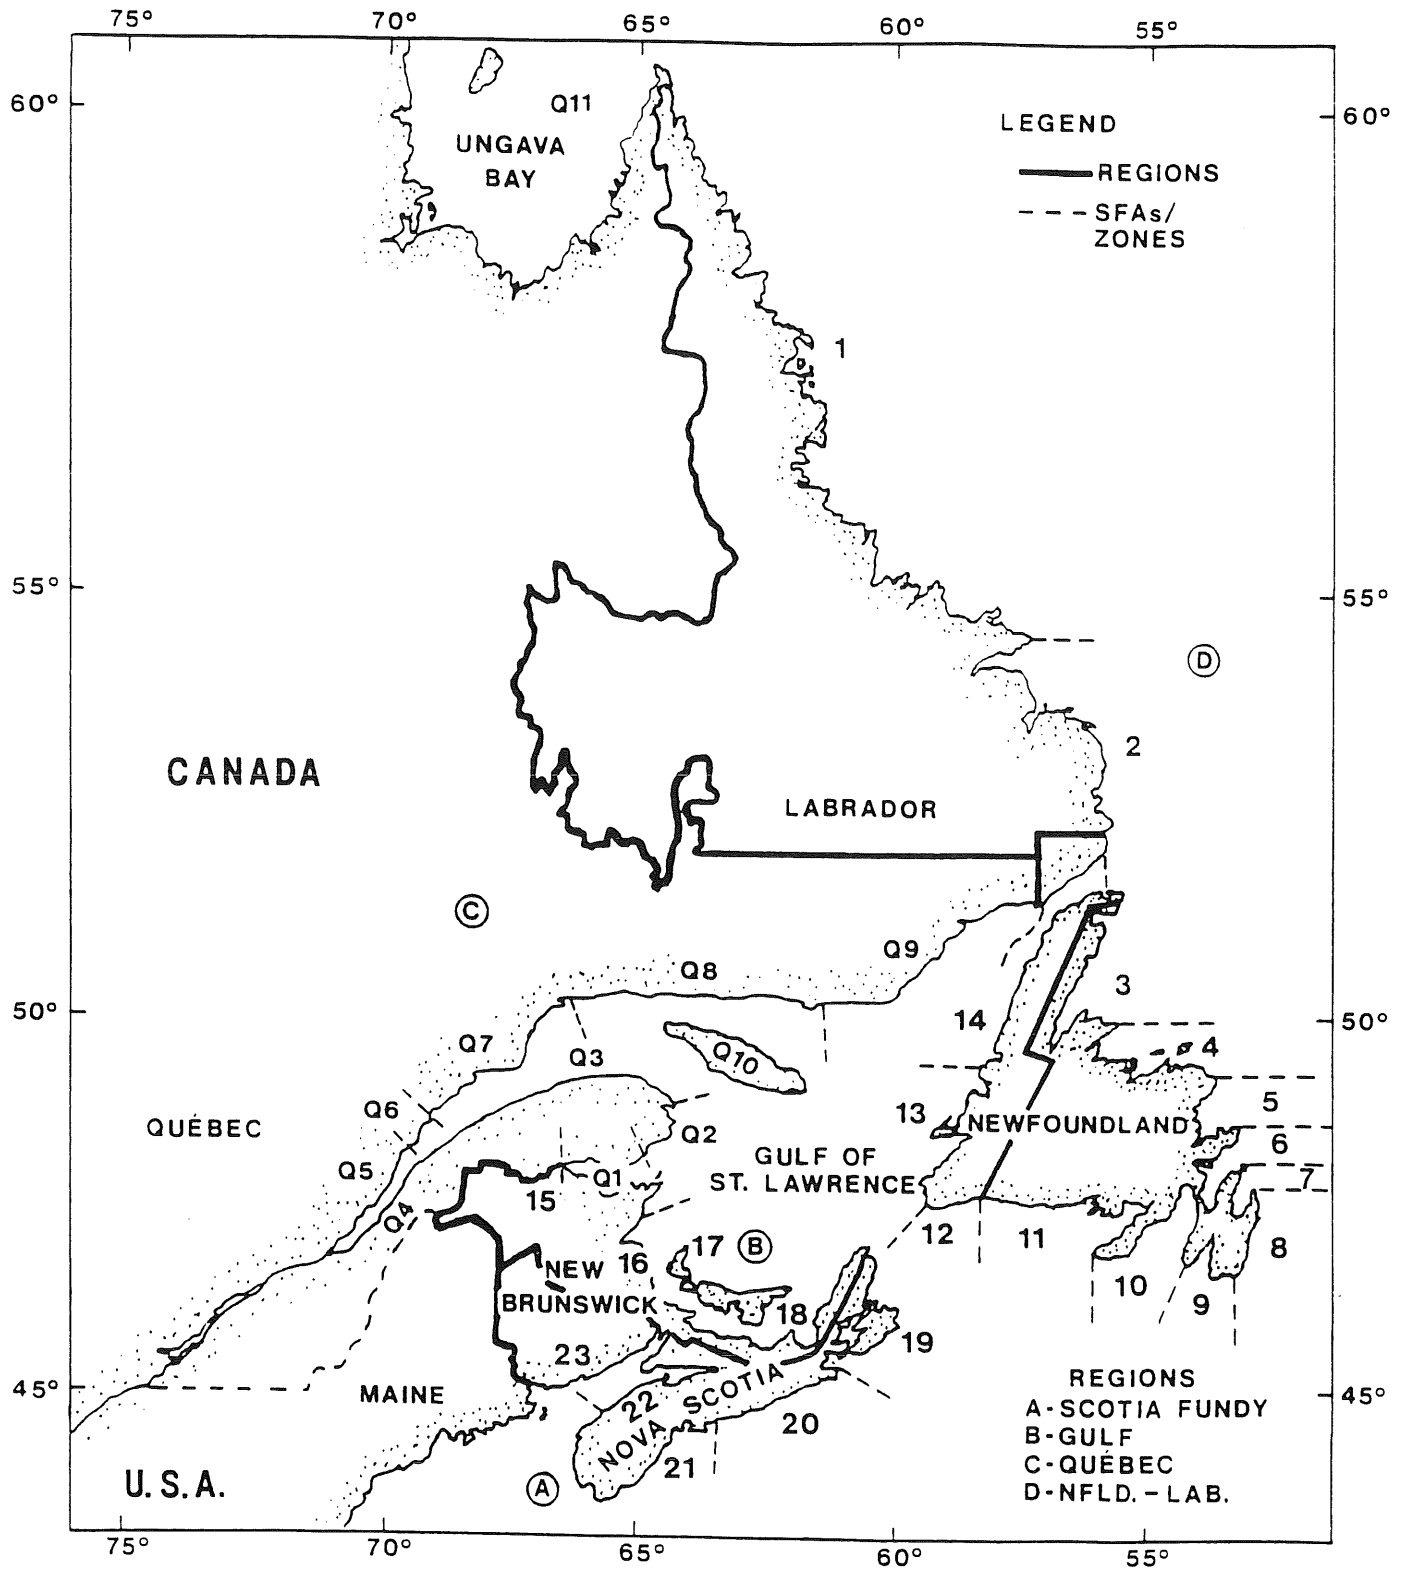 75° 70° 65° 60° 55°
60° Q11 60°
LEGEND
UNGAVA
BAY
REGIONS
SFAs/
ZONES
1
55° 55°
D
2
CANADA
LABRADOR
C
Q9
Q8
3
50° 14 50°
Q7 Q3 Q10 4
5
Q6 13 NEWFOUNDLAND
QUÉBEC Q2 6
GULF OF
Q5 Q1 ST. LAWRENCE 7
15
Q4 12 11 8
17 B
16
NEW 10
BRUNSWICK 18 9
19
23
MAINE
45° 45°
22 NOVA SCOTIA 20
21
REGIONS
A-SCOTIA FUNDY
B-GULF
C-QUÉBEC
D-NFLD.-LAB.
U.S.A.
A
75° 70° 65° 60° 55°